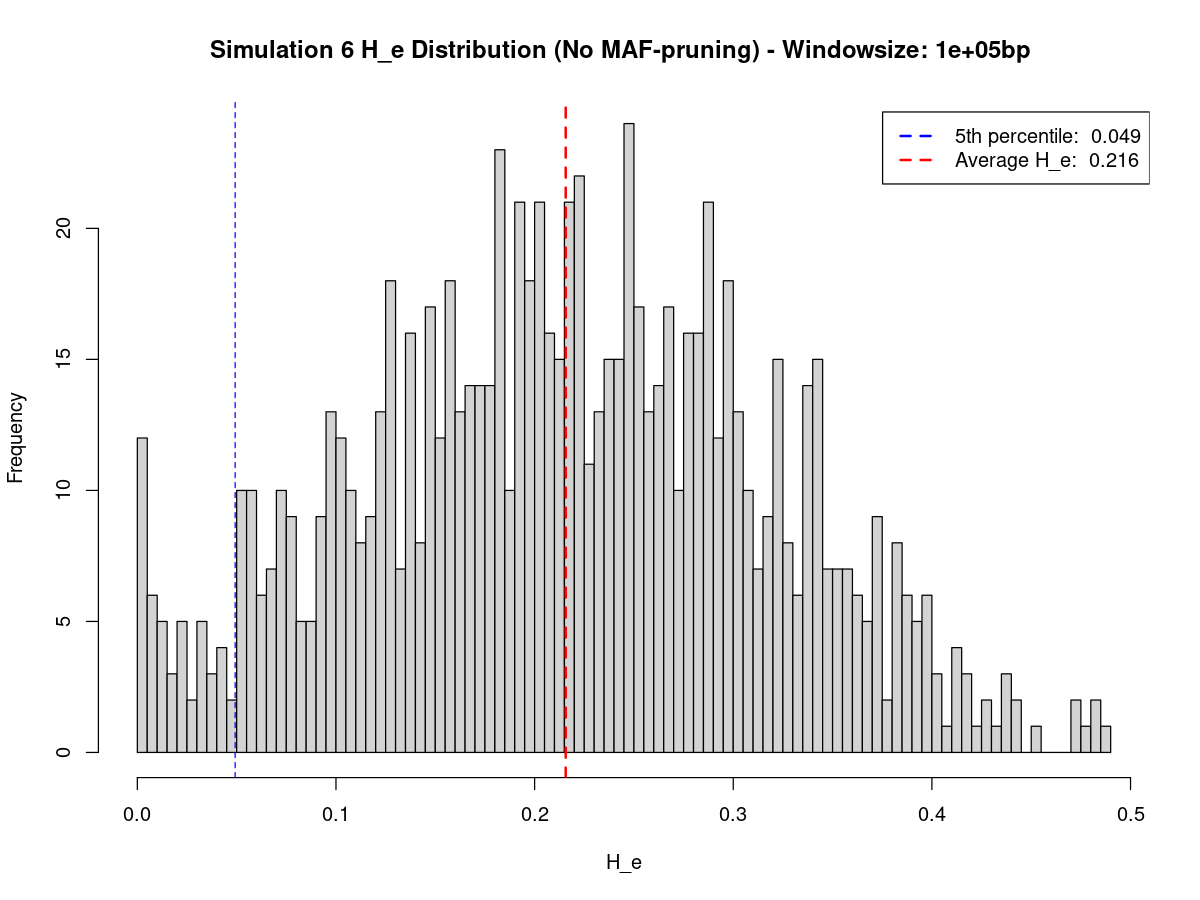 Simulation 6 H_e Distribution (No MAF-pruning) - Windowsize: 1e+05bp
5th percentile: 0.049
Average H_e: 0.216
Frequency
20
15
10
5
0
0.0 0.1 0.2 0.3 0.4 0.5
H_e